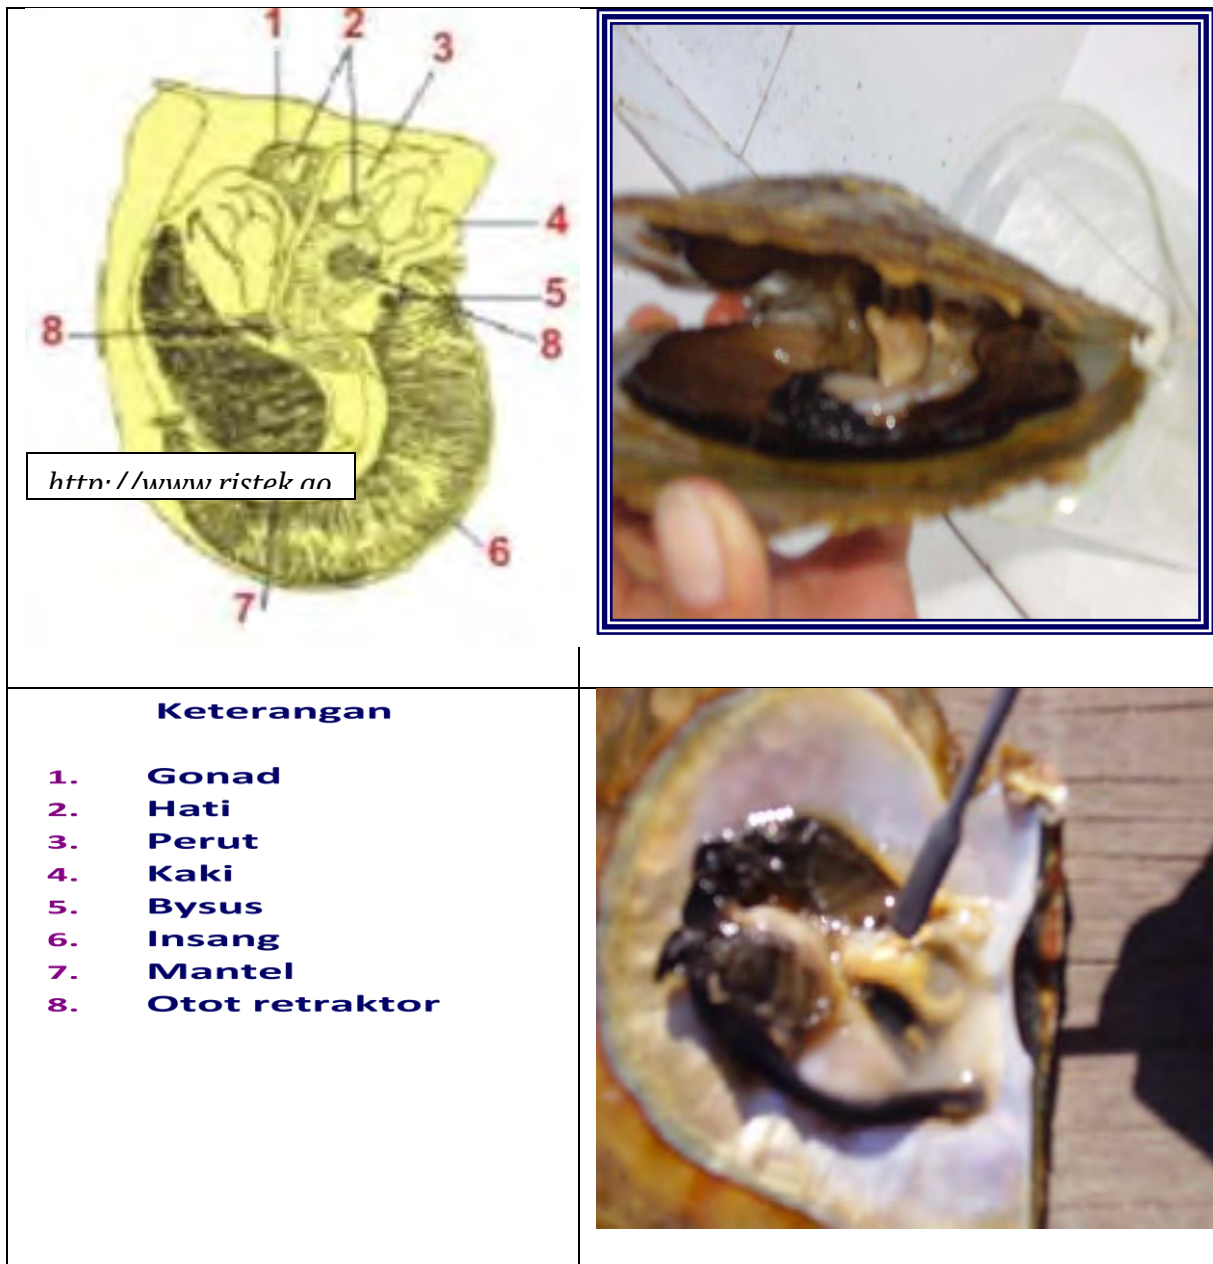 1
2
3
4
5
8
8
6
7
http://www.ristek.go
Keterangan
1. Gonad
2. Hati
3. Perut
4. Kaki
5. Bysus
6. Insang
7. Mantel
8. Otot retraktor